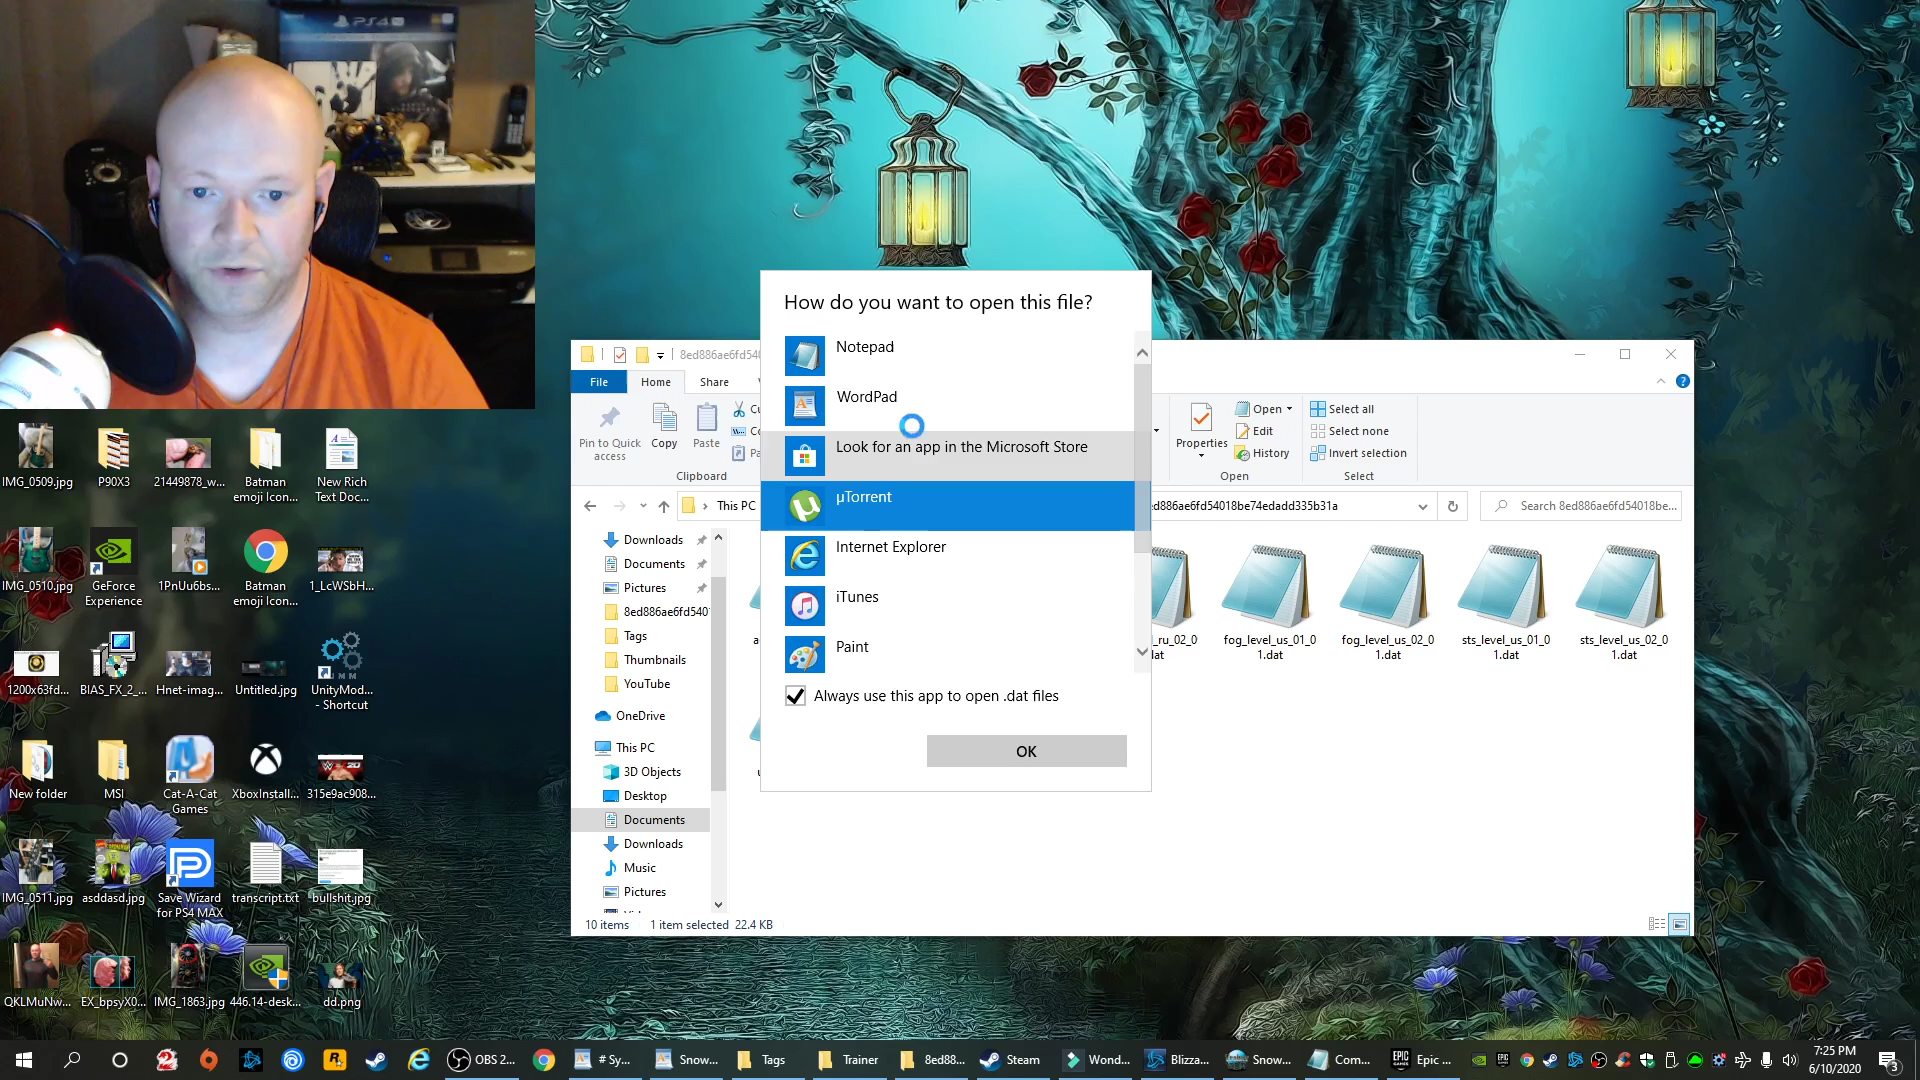 PS4 PRO
How do you want to open this file?
Notepad
WordPad
Look for an app in the Microsoft Store
µTorrent
Internet Explorer
iTunes
Paint
Always use this app to open .dat files
OK
8ed886ae6fd540
File
Home
Share
Pin to Quick
access
Copy
Paste
Clipboard
Properties
Open
Edit
History
Open
Select all
Select none
Invert selection
Select
This PC
d886ae6fd54018be74edadd335b31a
Search 8ed886ae6fd54018be...
Downloads
Documents
Pictures
8ed886ae6fd540
Tags
Thumbnails
YouTube
OneDrive
This PC
3D Objects
Desktop
Documents
Downloads
Music
Pictures
_ru_02_0
fog_level_us_01_0
1.dat
fog_level_us_02_0
1.dat
sts_level_us_01_0
1.dat
sts_level_us_02_0
1.dat
10 items
1 item selected 22.4 KB
IMG_0509.jpg
P90X3
21449878_w...
Batman
emoji Icon...
New Rich
Text Doc...
IMG_0510.jpg
GeForce
Experience
1PnUu6bs...
Batman
emoji Icon...
1_LcWSbH...
1200x63fd...
BIAS_FX_2_...
Hnet-imag...
Untitled.jpg
UnityMod...
- Shortcut
New folder
MSI
Cat-A-Cat
Games
XboxInstall...
315e9ac908...
IMG_0511.jpg
asddasd.jpg
Save Wizard
for PS4 MAX
transcript.txt
bullshit.jpg
QKLMuNw...
EX_bpsyX0...
IMG_1863.jpg
446.14-desk...
dd.png
OBS 2...
# Sy...
Snow...
Tags
Trainer
8ed88...
Steam
Wond...
Blizza...
Snow...
Com...
Epic ...
7:25 PM
6/10/2020
3